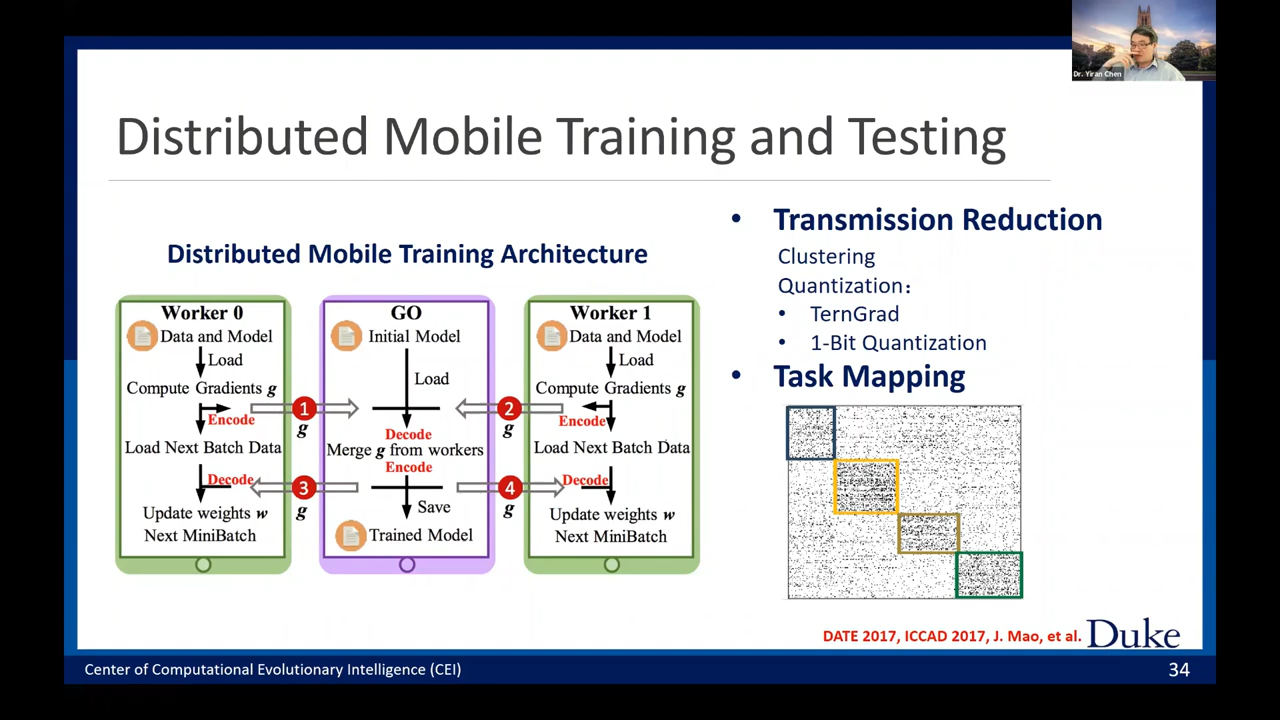 Dr. Yiran Chen
Distributed Mobile Training and Testing
Distributed Mobile Training Architecture
Worker 0
Data and Model
Load
Compute Gradients g
Encode
Load Next Batch Data
Decode
Update weights w
Next MiniBatch
1
g
3
g
GO
Initial Model
Load
Decode
Merge g from workers
Encode
Save
Trained Model
2
g
4
g
Worker 1
Data and Model
Load
Compute Gradients g
Encode
Load Next Batch Data
Decode
Update weights w
Next MiniBatch
• Transmission Reduction
Clustering
Quantization：
• TernGrad
• 1-Bit Quantization
• Task Mapping
DATE 2017, ICCAD 2017, J. Mao, et al.
Duke
Center of Computational Evolutionary Intelligence (CEI)
34